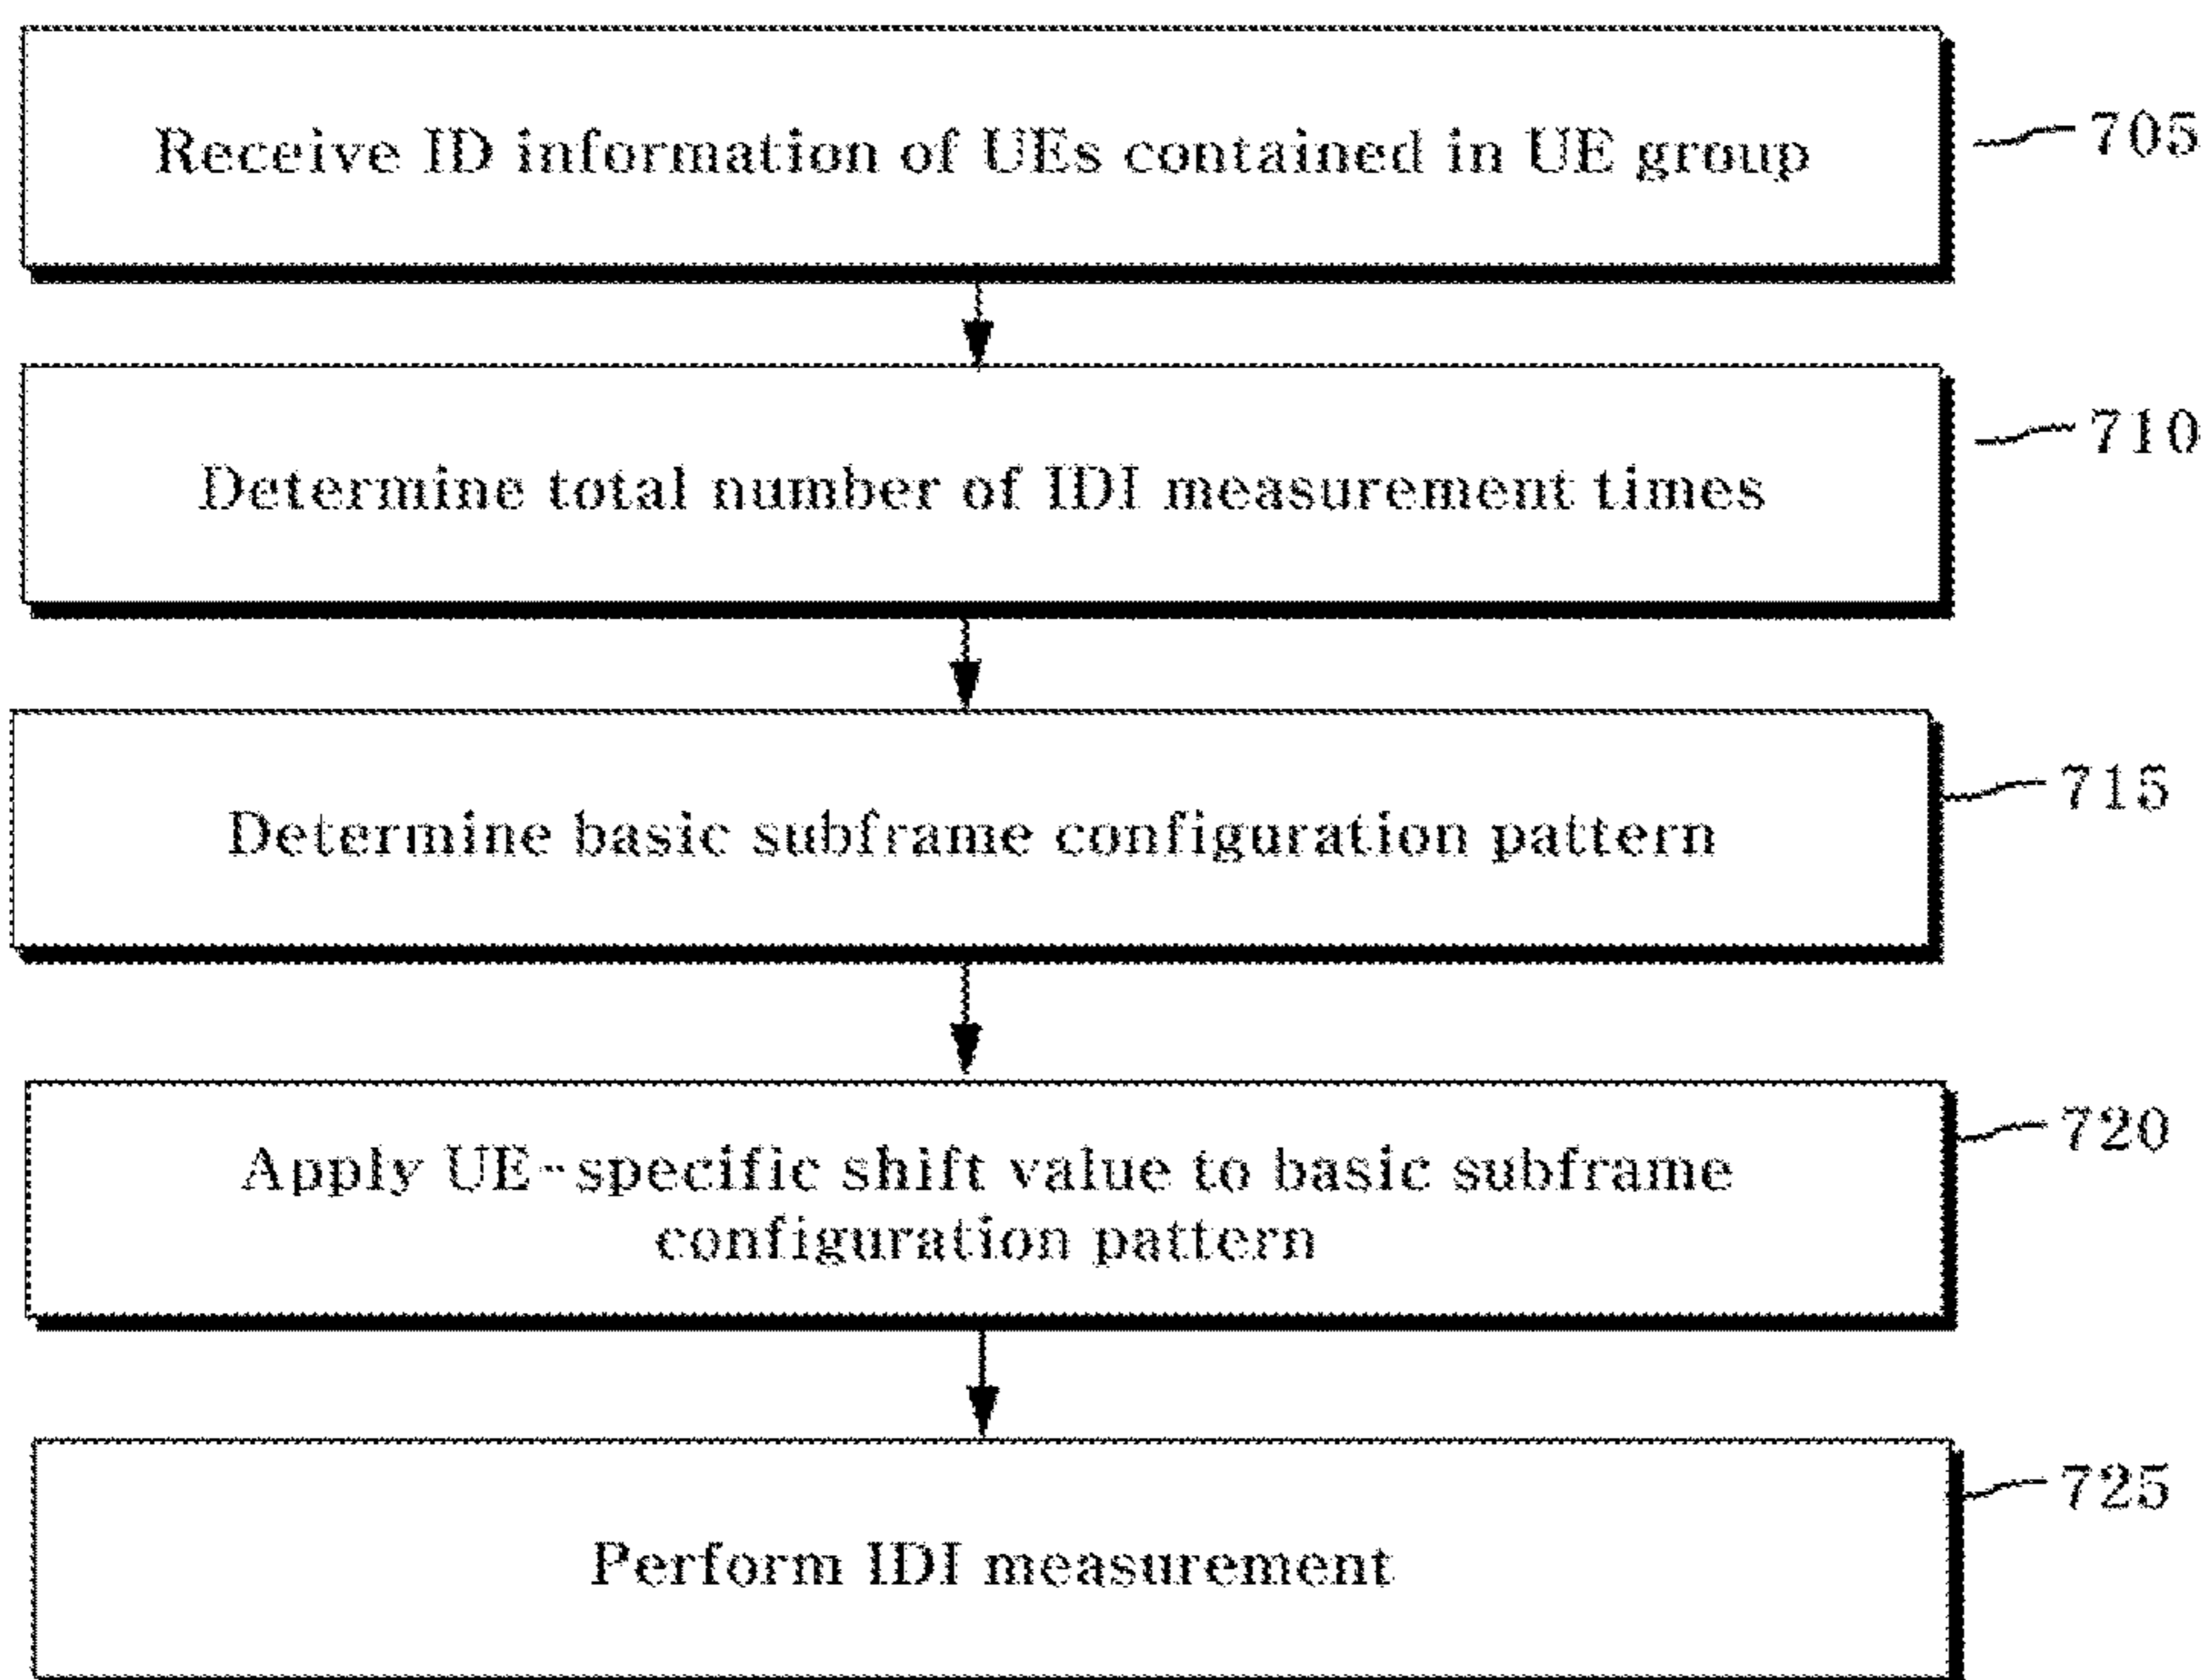 Receive ID information of UEs contained in UE group
705
Determine total number of IDI measurement times
710
Determine basic subframe configuration pattern
715
Apply UE-specific shift value to basic subframe
configuration pattern
720
Perform IDI measurement
725